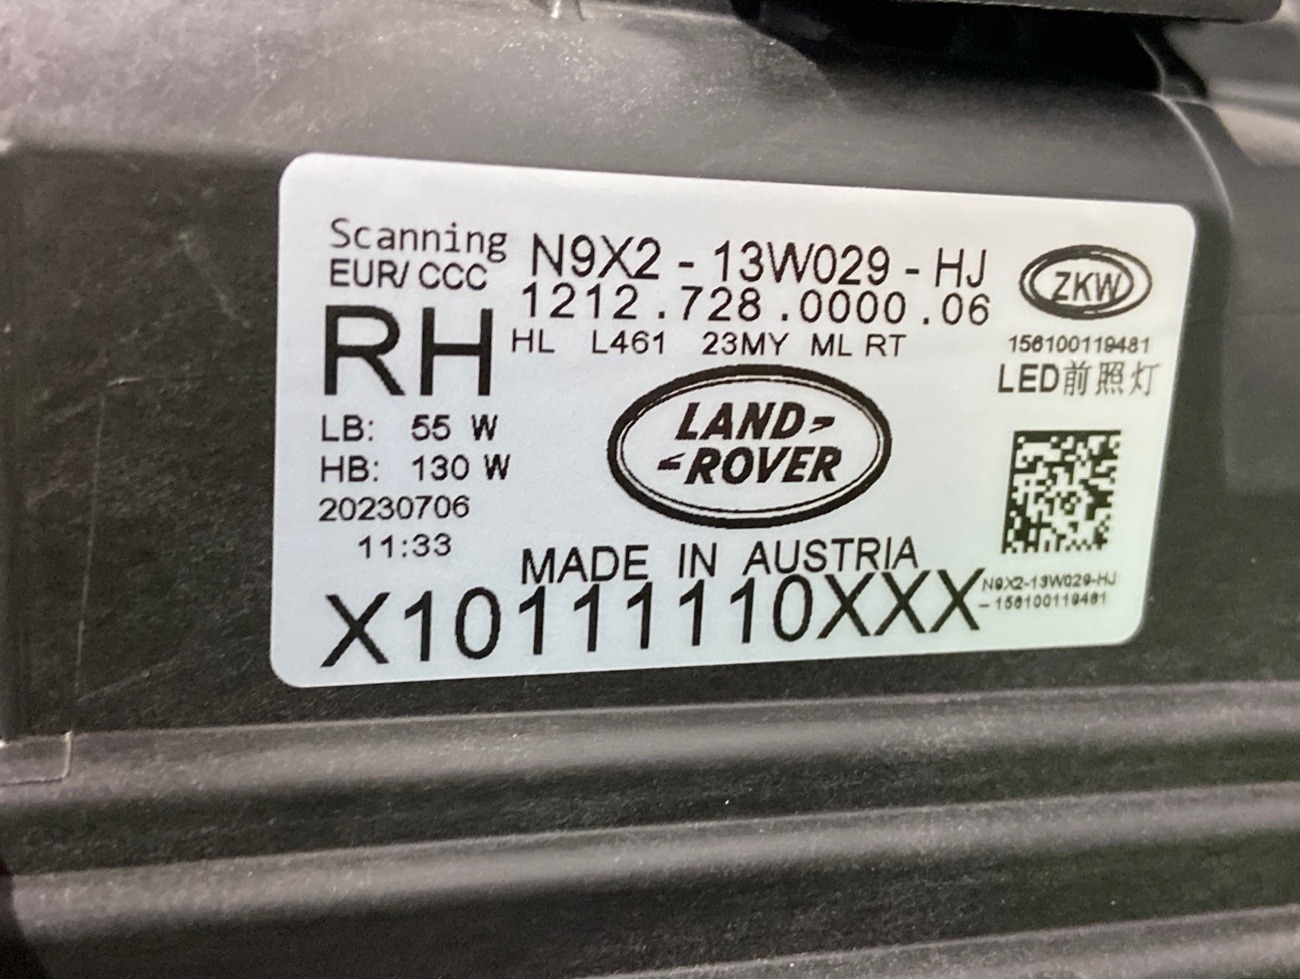 Scanning N9X2 - 13W029 - HJ
EUR/ CCC 1212 .728 .0000 .06
ZKW
RH HL L461 23MY ML RT
156100119481
LED前照灯
LB: 55 W
HB: 130 W
LAND
ROVER
20230706
11:33
MADE IN AUSTRIA
X10111110XXX
N9X2-13W029-HJ
-156100119481